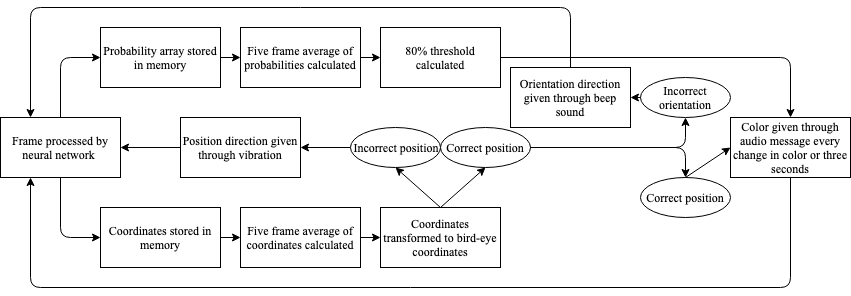 Probability array stored
in memory
Five frame average of
probabilities calculated
80% threshold
calculated
Orientation direction
given through beep
sound
Incorrect
orientation
Frame processed by
neural network
Position direction given
through vibration
Incorrect position
Correct position
Color given through
audio message every
change in color or three
seconds
Correct position
Coordinates stored in
memory
Five frame average of
coordinates calculated
Coordinates
transformed to bird-eye
coordinates